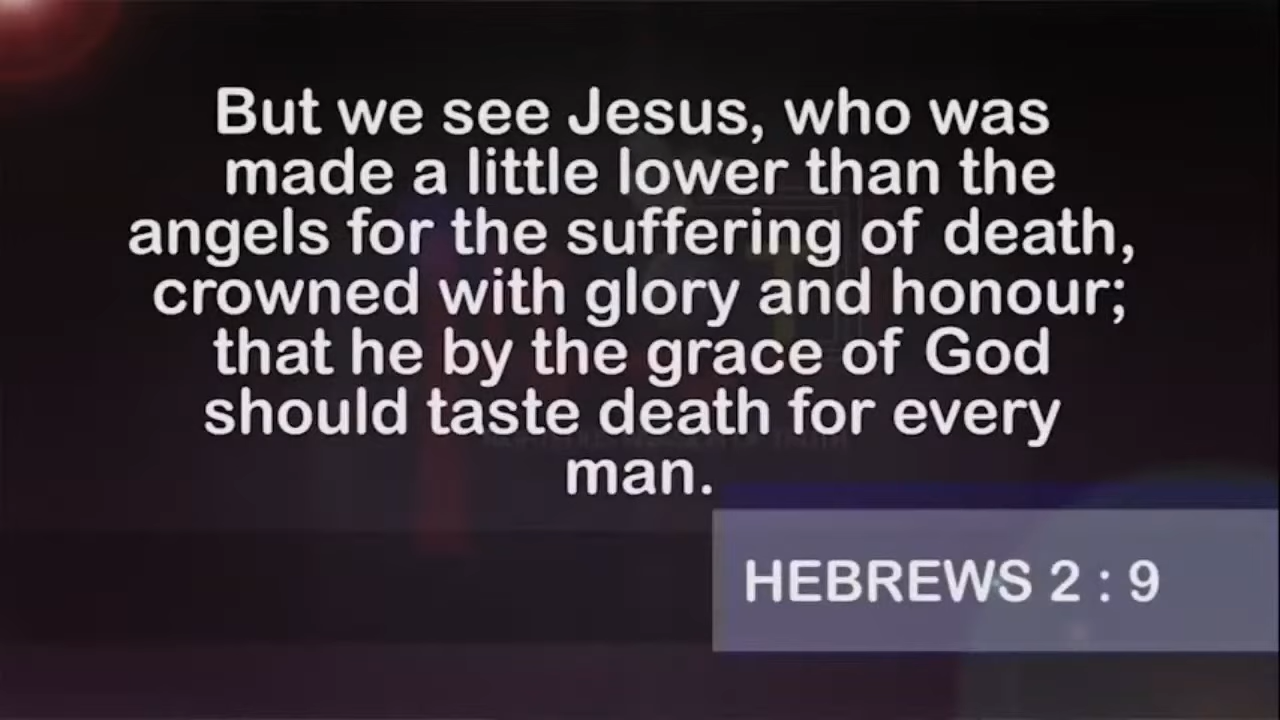 But we see Jesus, who was
made a little lower than the
angels for the suffering of death,
crowned with glory and honour;
that he by the grace of God
should taste death for every
man.
HEBREWS 2 : 9